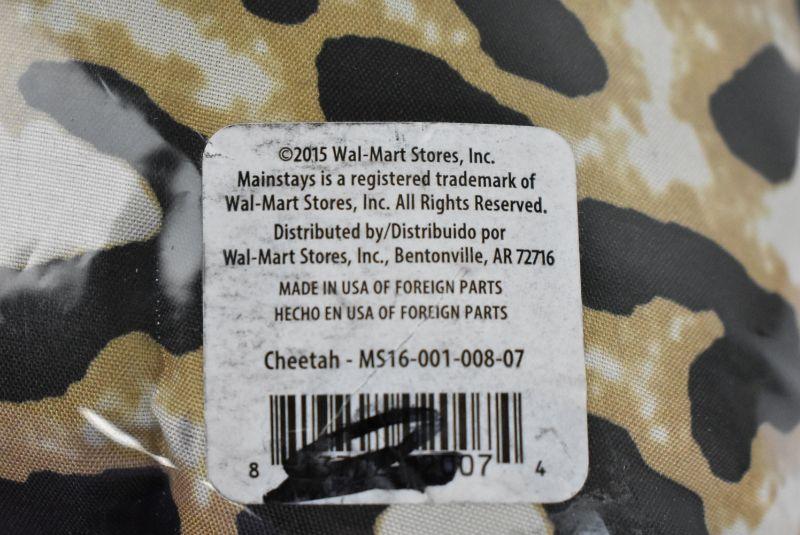 ©2015 Wal-Mart Stores, Inc.
Mainstays is a registered trademark of
Wal-Mart Stores, Inc. All Rights Reserved.
Distributed by/Distribuido por
Wal-Mart Stores, Inc., Bentonville, AR 72716
MADE IN USA OF FOREIGN PARTS
HECHO EN USA OF FOREIGN PARTS
Cheetah - MS16-001-008-07
8 4